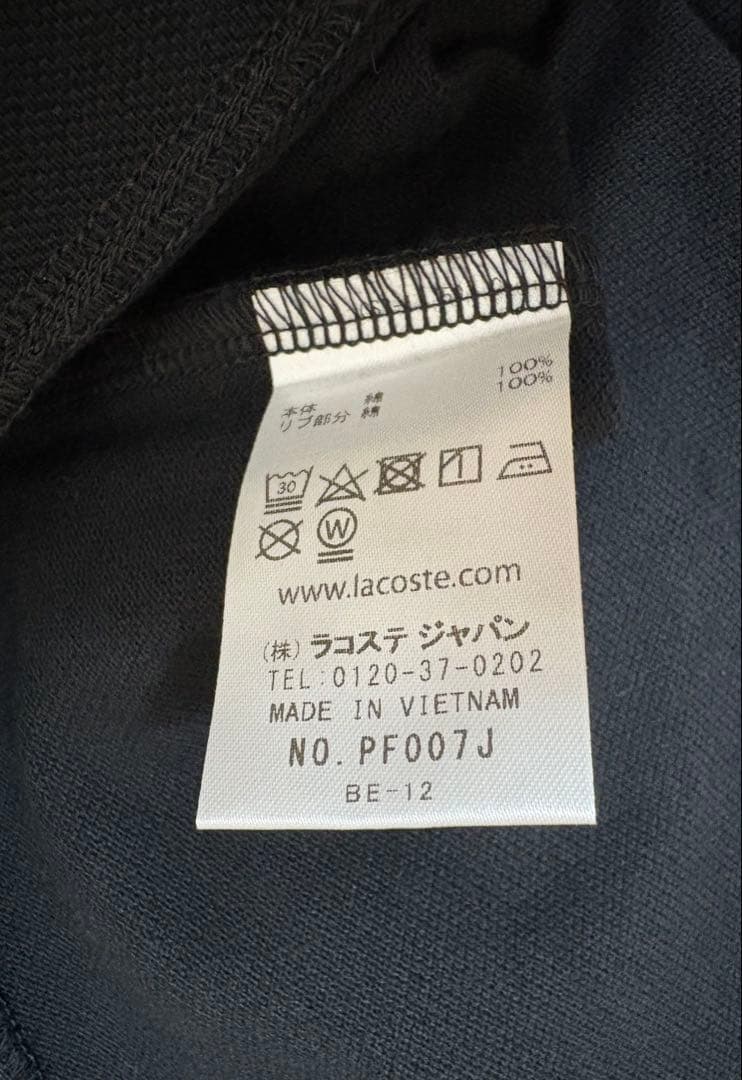 本体 綿 100%
リブ部分 綿 100%
30
W
www.lacoste.com
(株) ラコステ ジャパン
TEL:0120-37-0202
MADE IN VIETNAM
NO. PF007J
BE-12